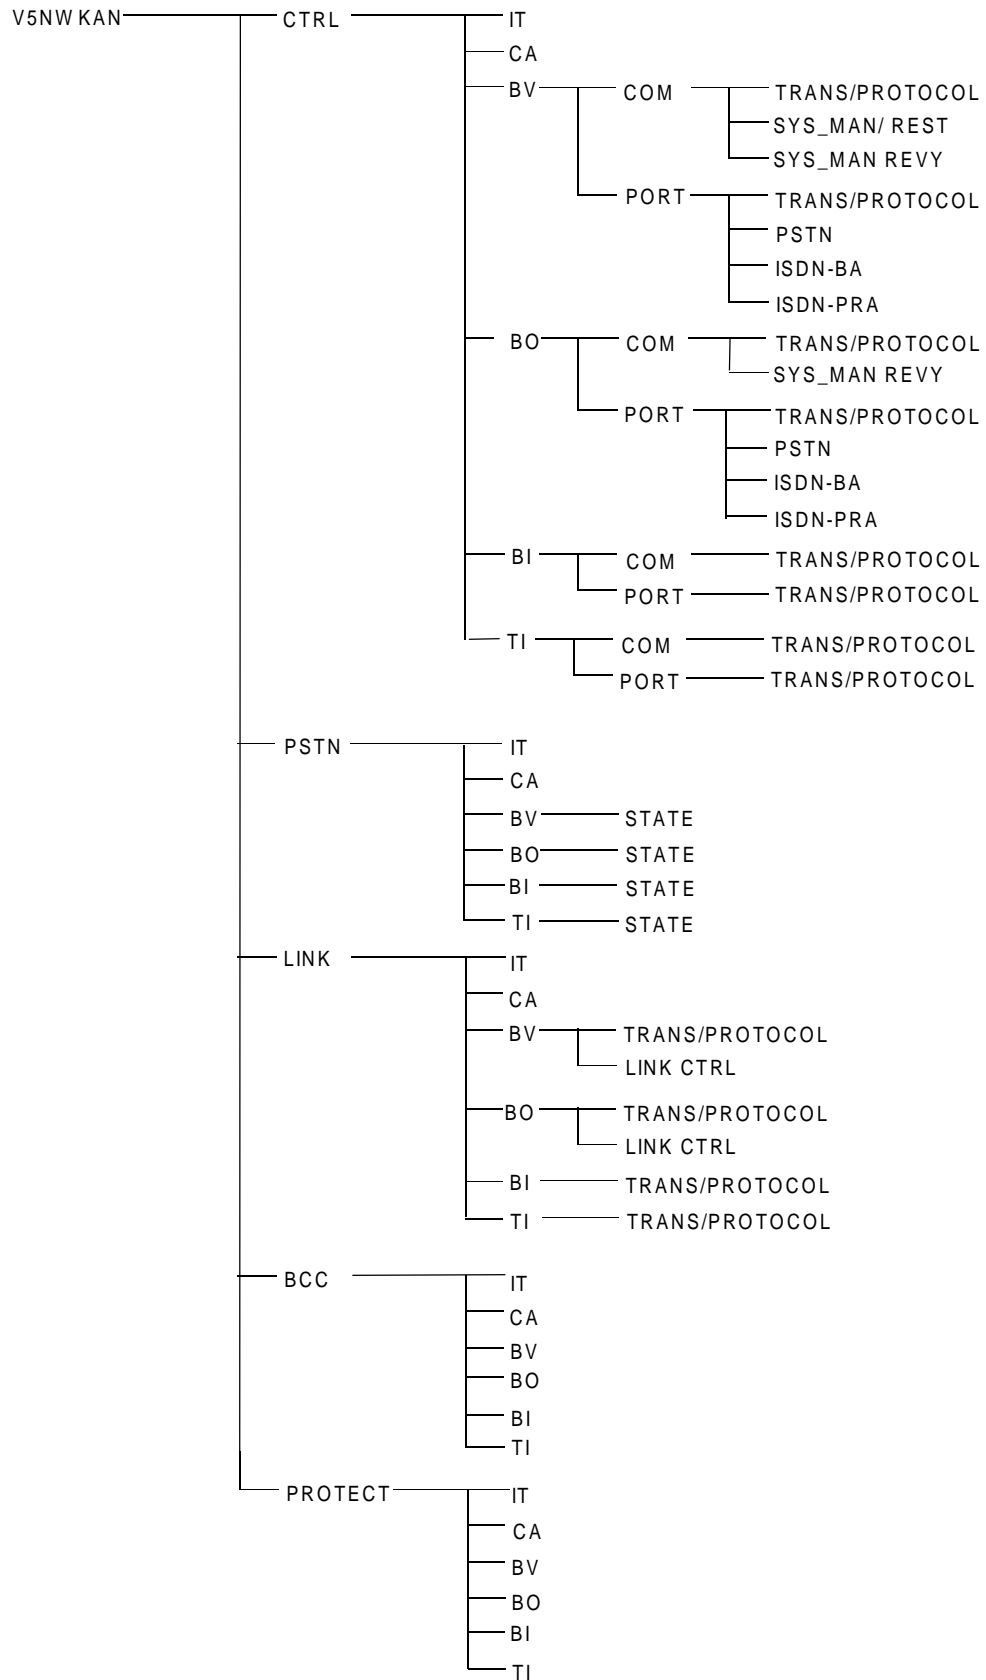 V5NWKAN CTRL IT
CA
BV COM TRANS/PROTOCOL
SYS_MAN/ REST
SYS_MAN REVY
PORT TRANS/PROTOCOL
PSTN
ISDN-BA
ISDN-PRA
BO COM TRANS/PROTOCOL
SYS_MAN REVY
PORT TRANS/PROTOCOL
PSTN
ISDN-BA
ISDN-PRA
BI COM TRANS/PROTOCOL
PORT TRANS/PROTOCOL
TI COM TRANS/PROTOCOL
PORT TRANS/PROTOCOL
PSTN IT
CA
BV STATE
BO STATE
BI STATE
TI STATE
LINK IT
CA
BV TRANS/PROTOCOL
LINK CTRL
BO TRANS/PROTOCOL
LINK CTRL
BI TRANS/PROTOCOL
TI TRANS/PROTOCOL
BCC IT
CA
BV
BO
BI
TI
PROTECT IT
CA
BV
BO
BI
TI